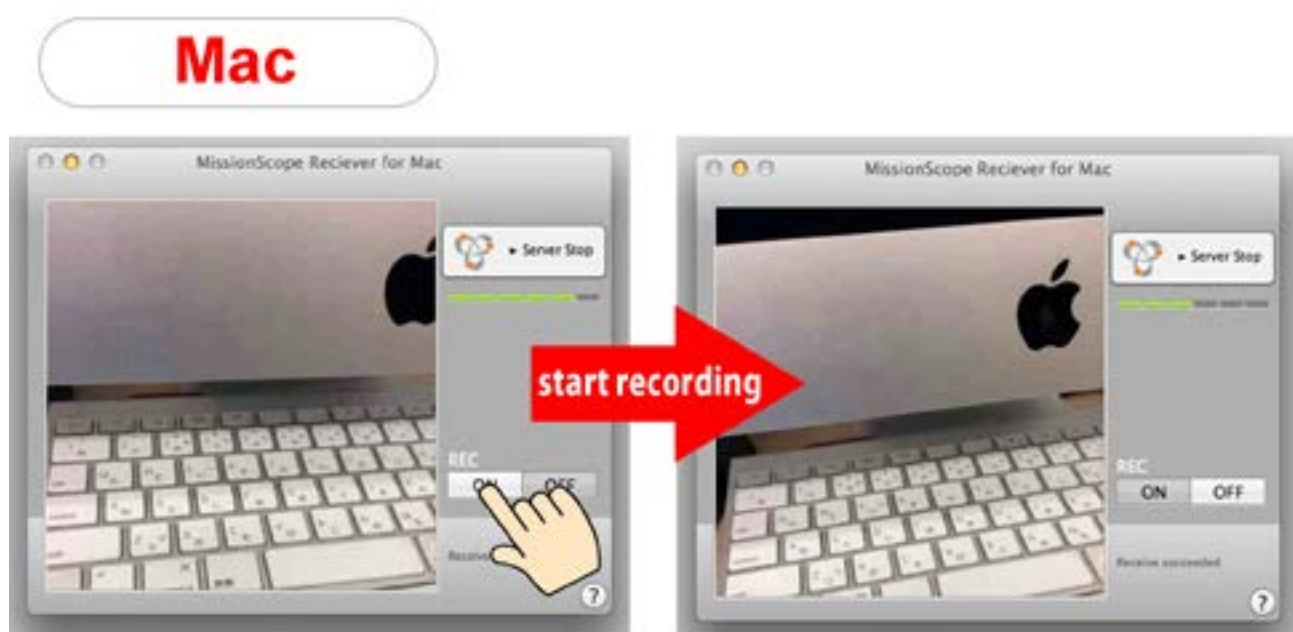 Mac
MissionScope Reciever for Mac
▸ Server Stop
REC
ON OFF
?
start recording
MissionScope Reciever for Mac
▸ Server Stop
REC
ON OFF
Receive succeeded
?